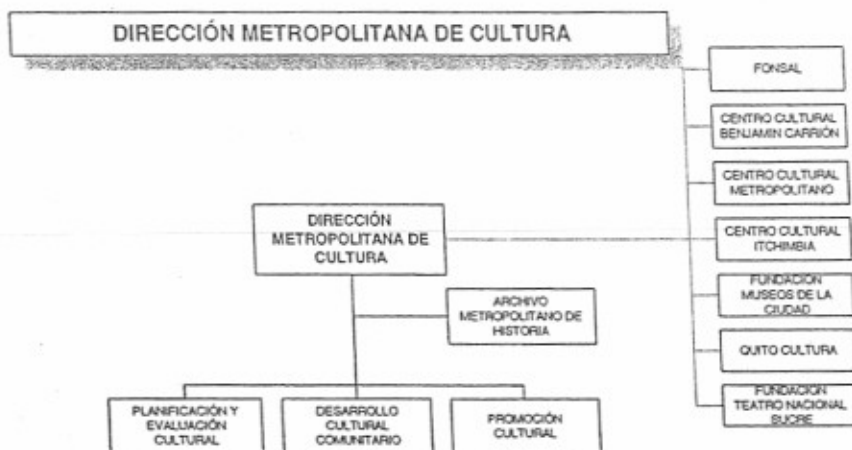 DIRECCIÓN METROPOLITANA DE CULTURA
FONSAL
CENTRO CULTURAL
BENJAMIN CARRIÓN
CENTRO CULTURAL
METROPOLITANO
DIRECCIÓN
METROPOLITANA DE
CULTURA
CENTRO CULTURAL
ITCHIMBIA
FUNDACION
MUSEOS DE LA
CIUDAD
ARCHIVO
METROPOLITANO DE
HISTORIA
QUITO CULTURA
FUNDACION
TEATRO NACIONAL
SUCRE
PLANIFICACIÓN Y
EVALUACIÓN
CULTURAL
DESARROLLO
CULTURAL
COMUNITARIO
PROMOCIÓN
CULTURAL